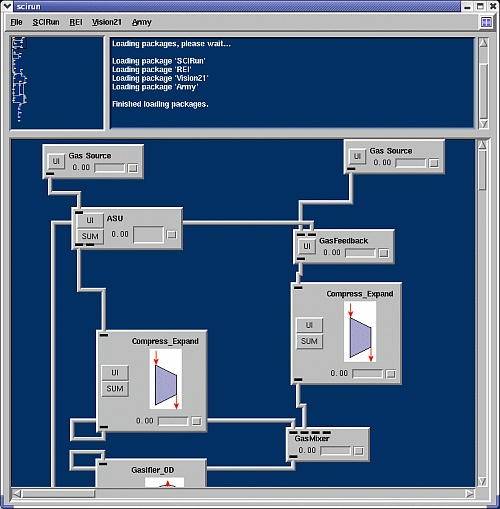 scirun
File SCIRun REI Vision21 Army
Loading packages, please wait...
Loading package 'SCIRun'
Loading package 'REI'
Loading package 'Vision21'
Loading package 'Army'
Finished loading packages.
Gas Source
UI
0.00
Gas Source
UI
0.00
ASU
UI
SUM
0.00
GasFeedback
UI
0.00
Compress_Expand
UI
SUM
0.00
Compress_Expand
UI
SUM
0.00
GasMixer
0.00
Gasifier_0D